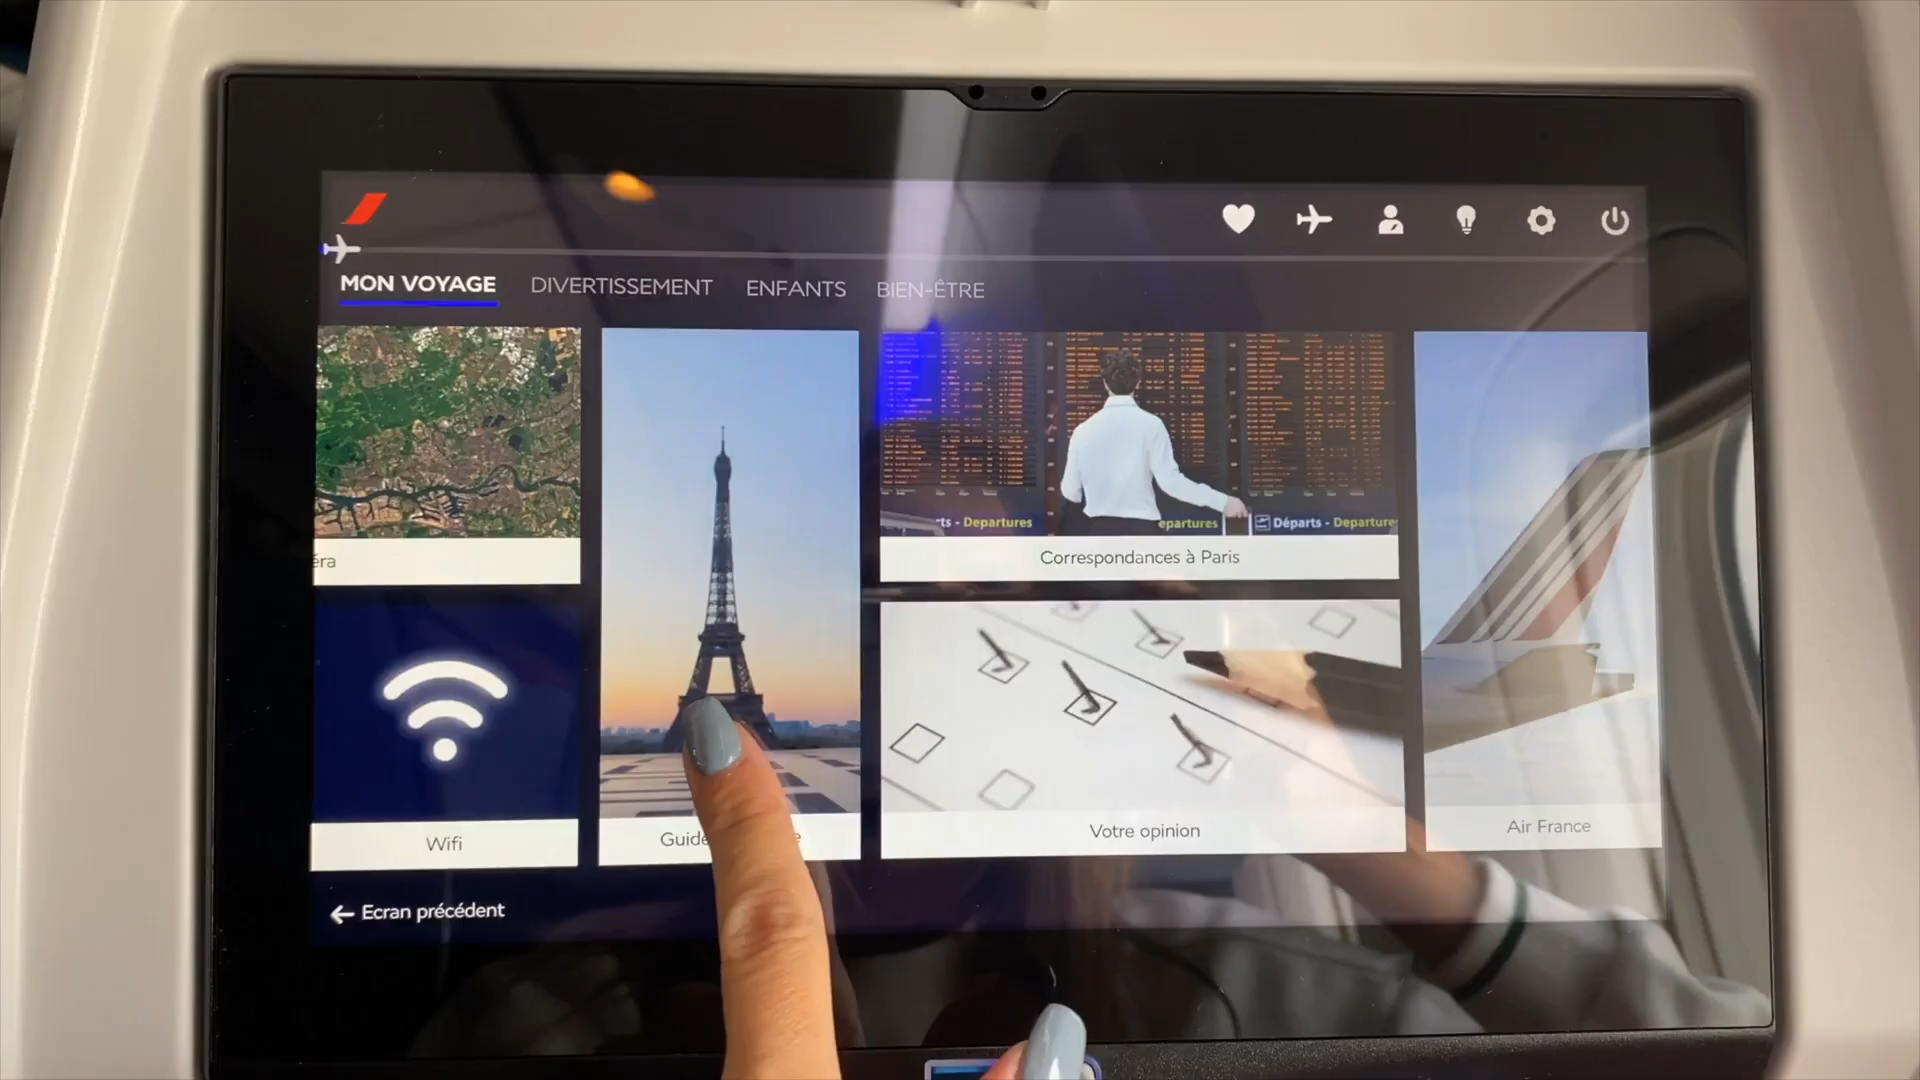 MON VOYAGE DIVERTISSEMENT ENFANTS BIEN-ÊTRE
Departures
epartures
Départs - Departure
éra
Correspondances à Paris
Wifi
Guide
Votre opinion
Air France
Ecran précédent